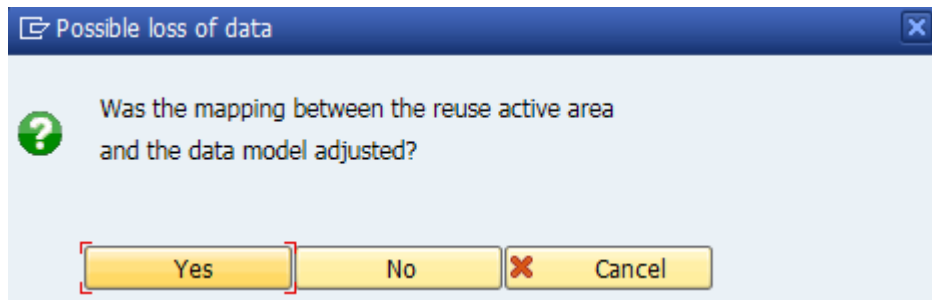 Possible loss of data
Was the mapping between the reuse active area
and the data model adjusted?
Yes No Cancel